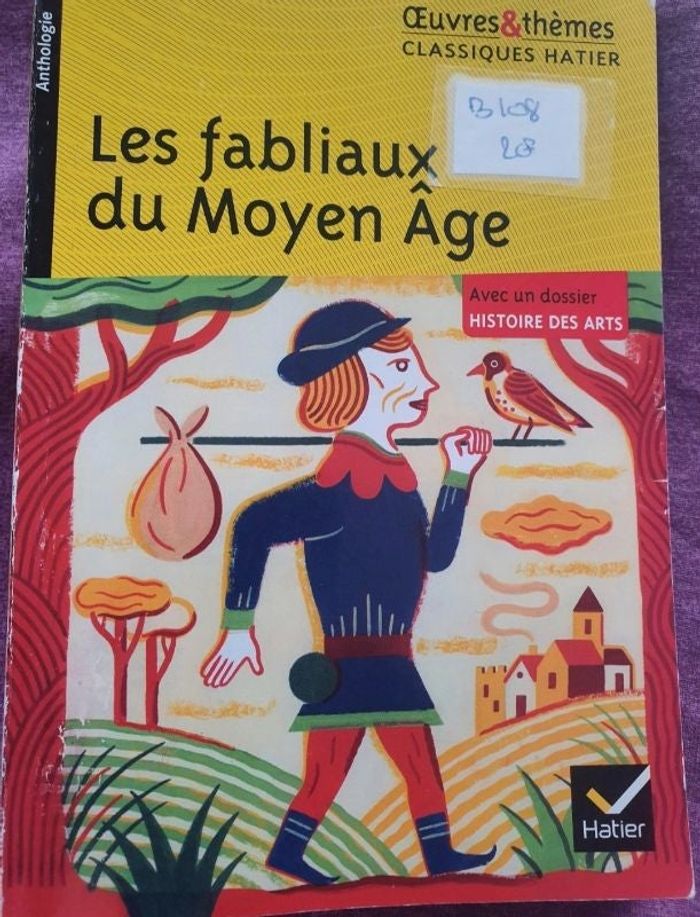 Anthologie
Œuvres&thèmes
CLASSIQUES HATIER
B108
28
Les fabliaux
du Moyen Âge
Avec un dossier
HISTOIRE DES ARTS
Hatier